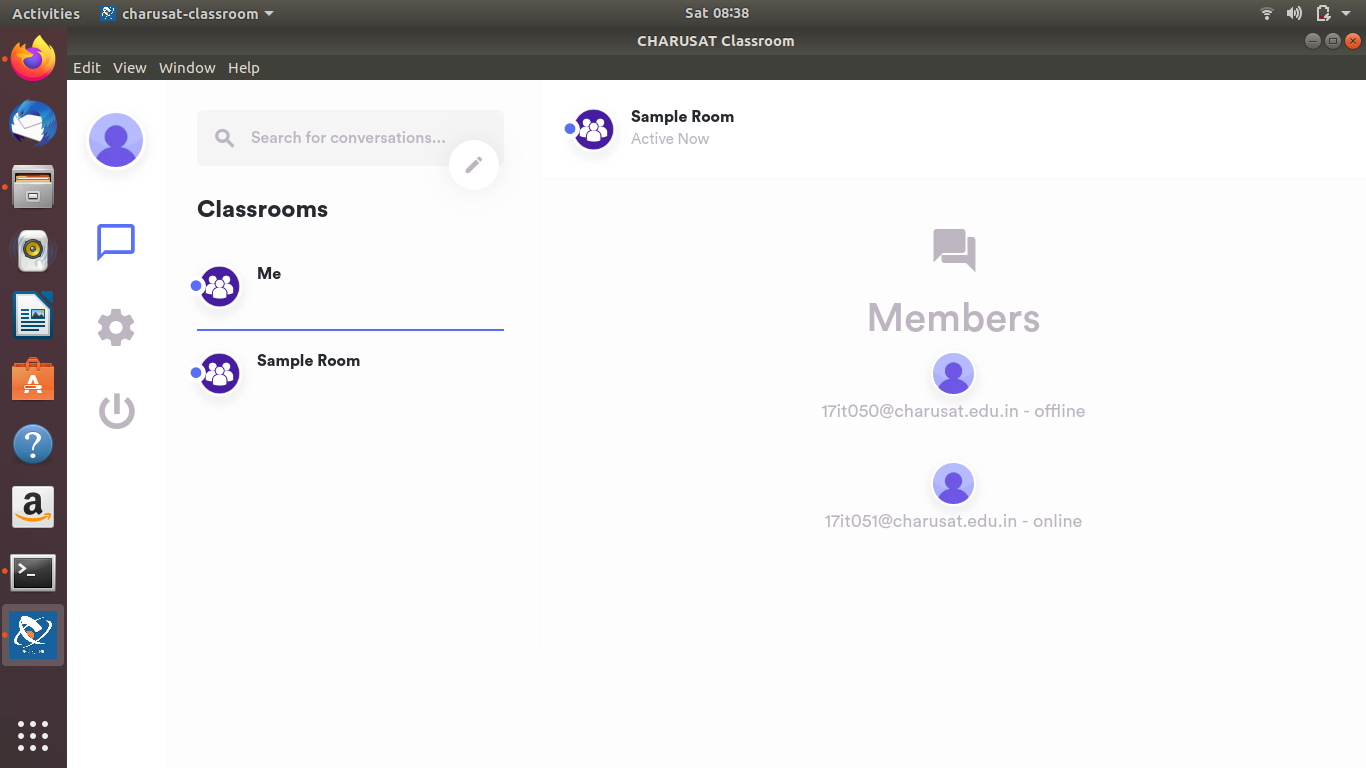 Activities
charusat-classroom
Sat 08:38
CHARUSAT Classroom
Edit View Window Help
Search for conversations...
Classrooms
Me
Sample Room
Sample Room
Active Now
Members
17it050@charusat.edu.in - offline
17it051@charusat.edu.in - online